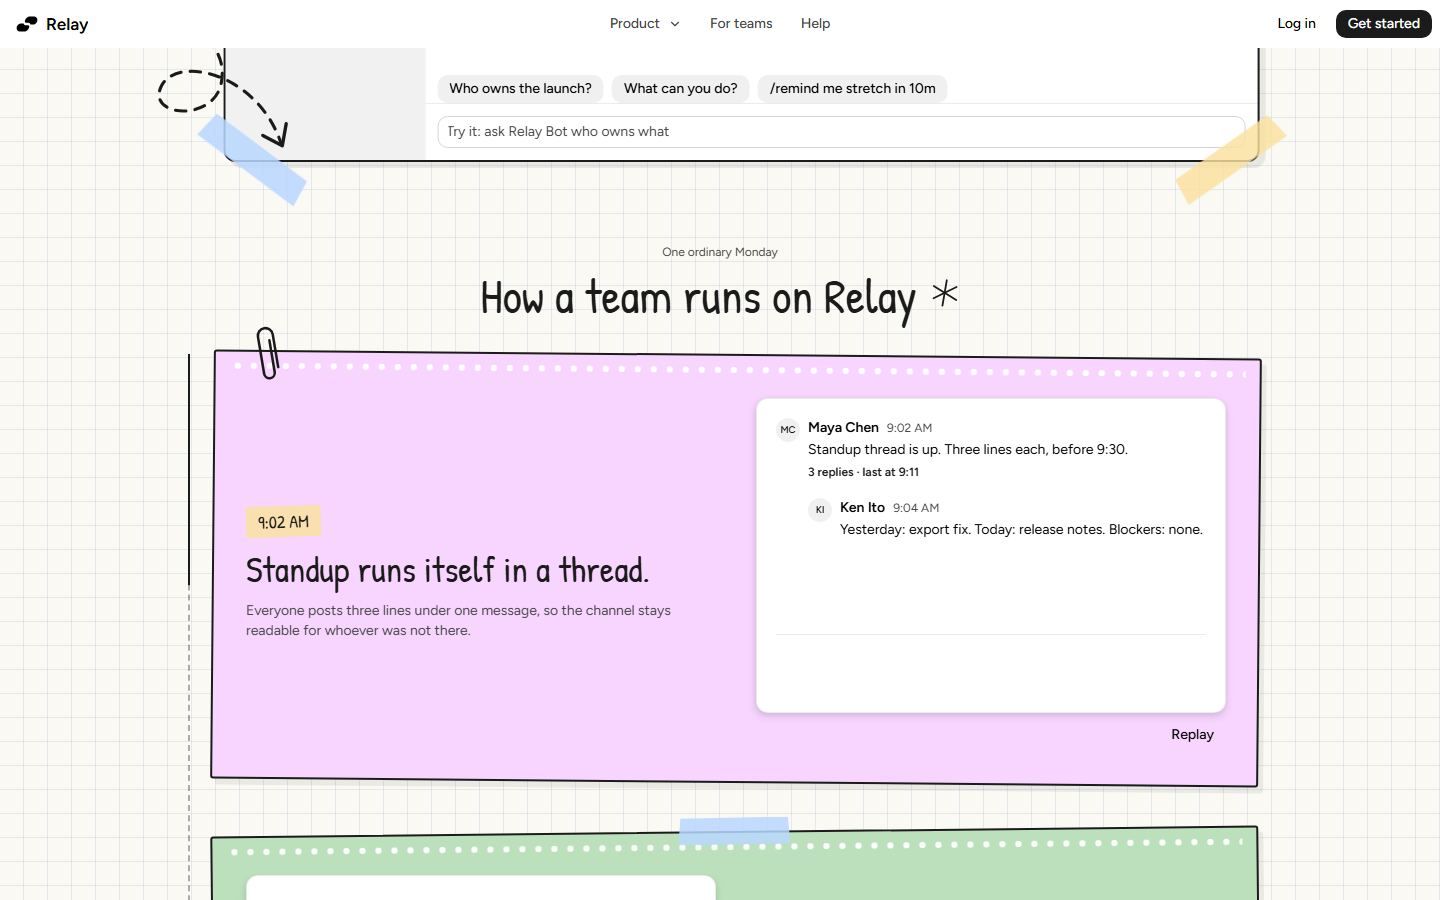 Relay
Product
For teams
Help
Log in
Get started
Who owns the launch?
What can you do?
/remind me stretch in 10m
Try it: ask Relay Bot who owns what
One ordinary Monday
How a team runs on Relay
9:02 AM
Standup runs itself in a thread.
Everyone posts three lines under one message, so the channel stays
readable for whoever was not there.
MC
Maya Chen 9:02 AM
Standup thread is up. Three lines each, before 9:30.
3 replies · last at 9:11
KI
Ken Ito 9:04 AM
Yesterday: export fix. Today: release notes. Blockers: none.
Replay